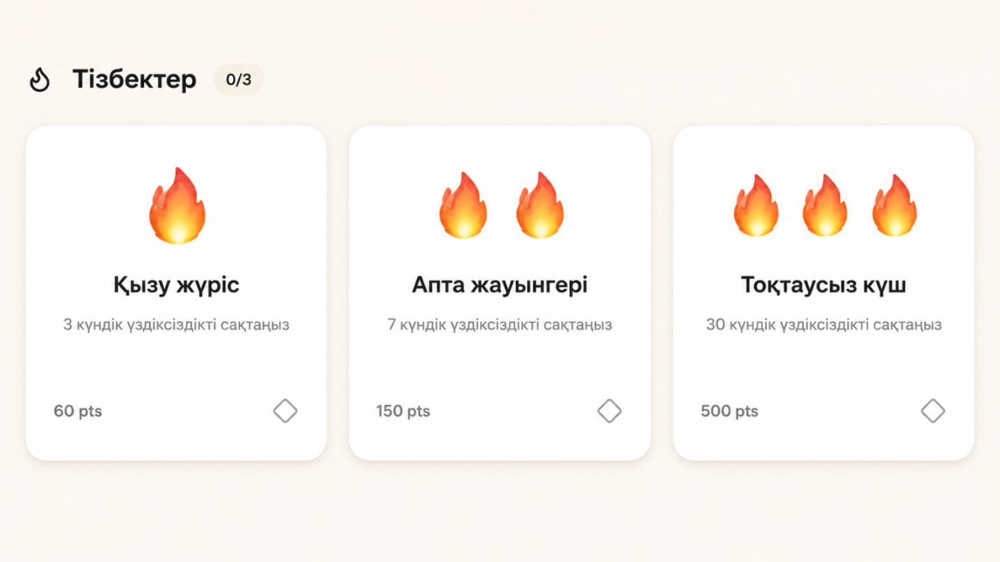 Тізбектер 0/3
Қызу жүріс
3 күндік үздіксіздікті сақтаңыз
60 pts
Апта жауынгері
7 күндік үздіксіздікті сақтаңыз
150 pts
Тоқтаусыз күш
30 күндік үздіксіздікті сақтаңыз
500 pts